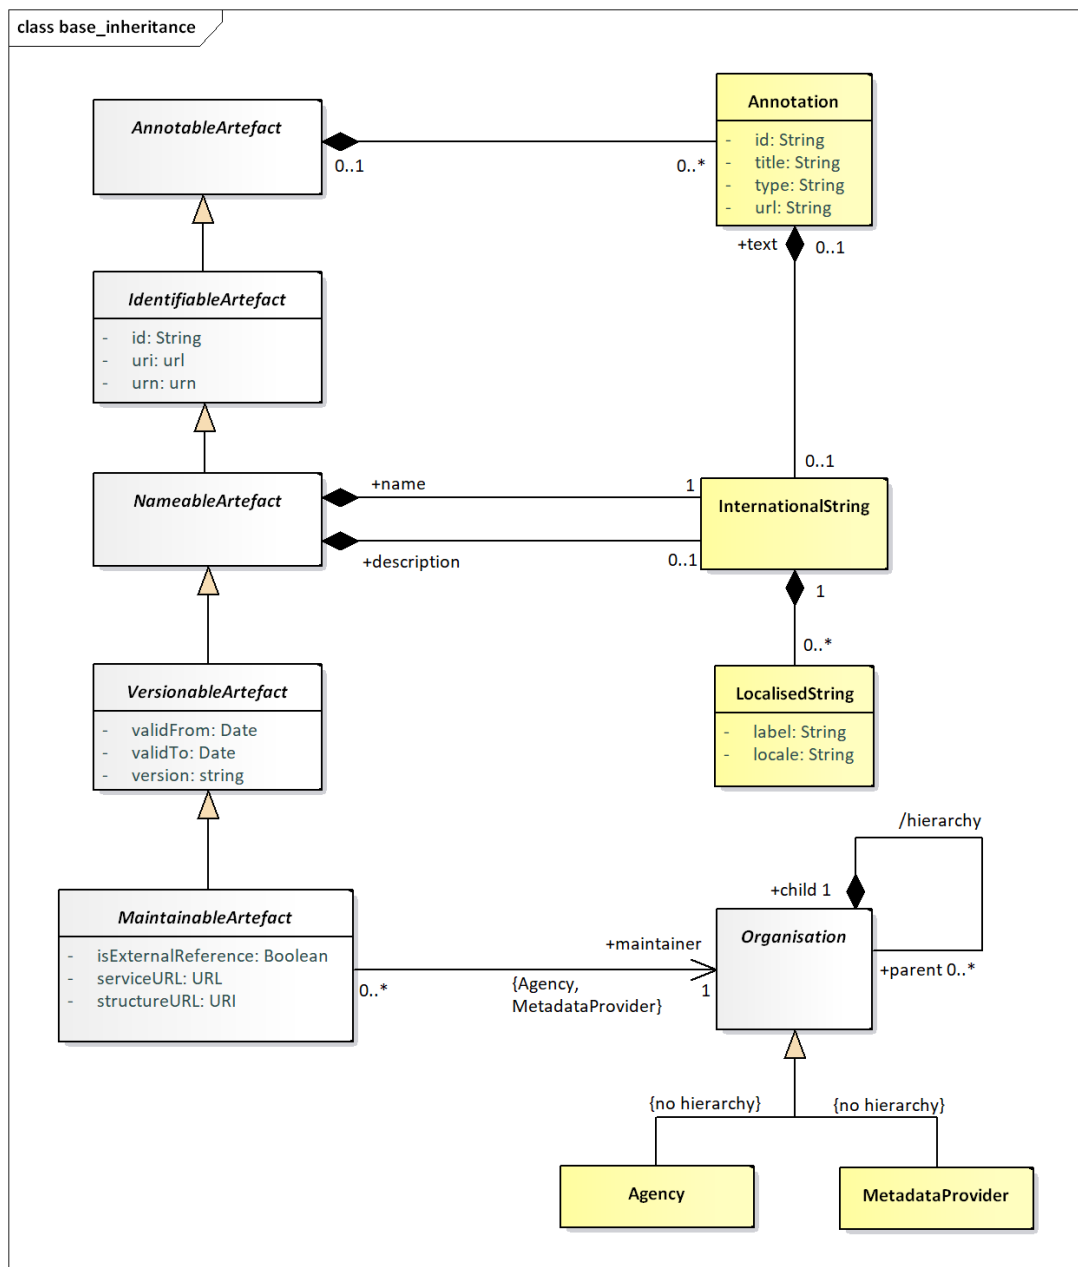 class base_inheritance
AnnotableArtefact
0..1
0..*
Annotation
- id: String
- title: String
- type: String
- url: String
+text
0..1
IdentifiableArtefact
- id: String
- uri: url
- urn: urn
0..1
NameableArtefact
+name
1
+description
0..1
InternationalString
1
0..*
VersionableArtefact
- validFrom: Date
- validTo: Date
- version: string
LocalisedString
- label: String
- locale: String
/hierarchy
+child 1
MaintainableArtefact
- isExternalReference: Boolean
- serviceURL: URL
- structureURL: URI
0..*
+maintainer
{Agency,
MetadataProvider}
1
Organisation
+parent 0..*
{no hierarchy}
{no hierarchy}
Agency
MetadataProvider